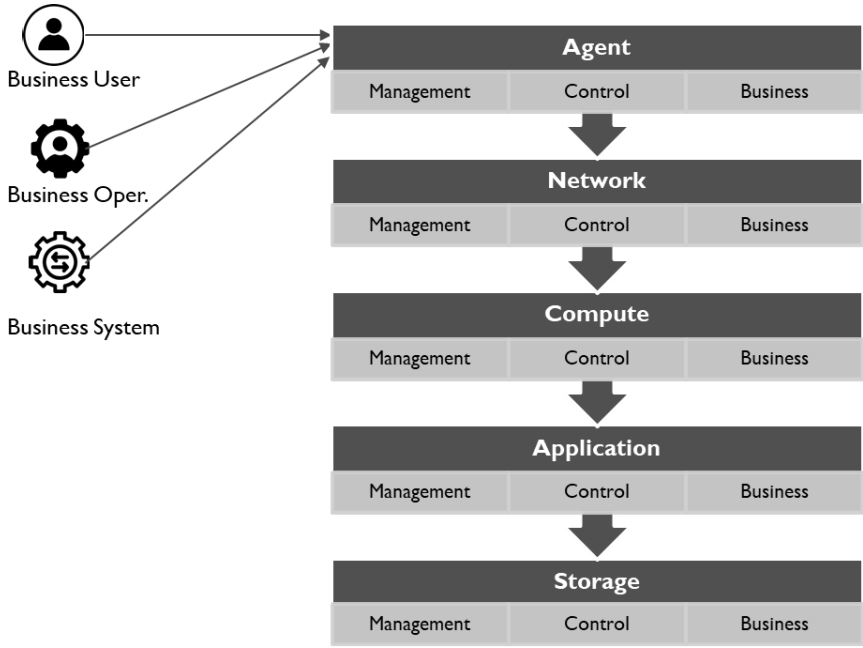 Business User
Business Oper.
Business System
Agent
Management Control Business
Network
Management Control Business
Compute
Management Control Business
Application
Management Control Business
Storage
Management Control Business